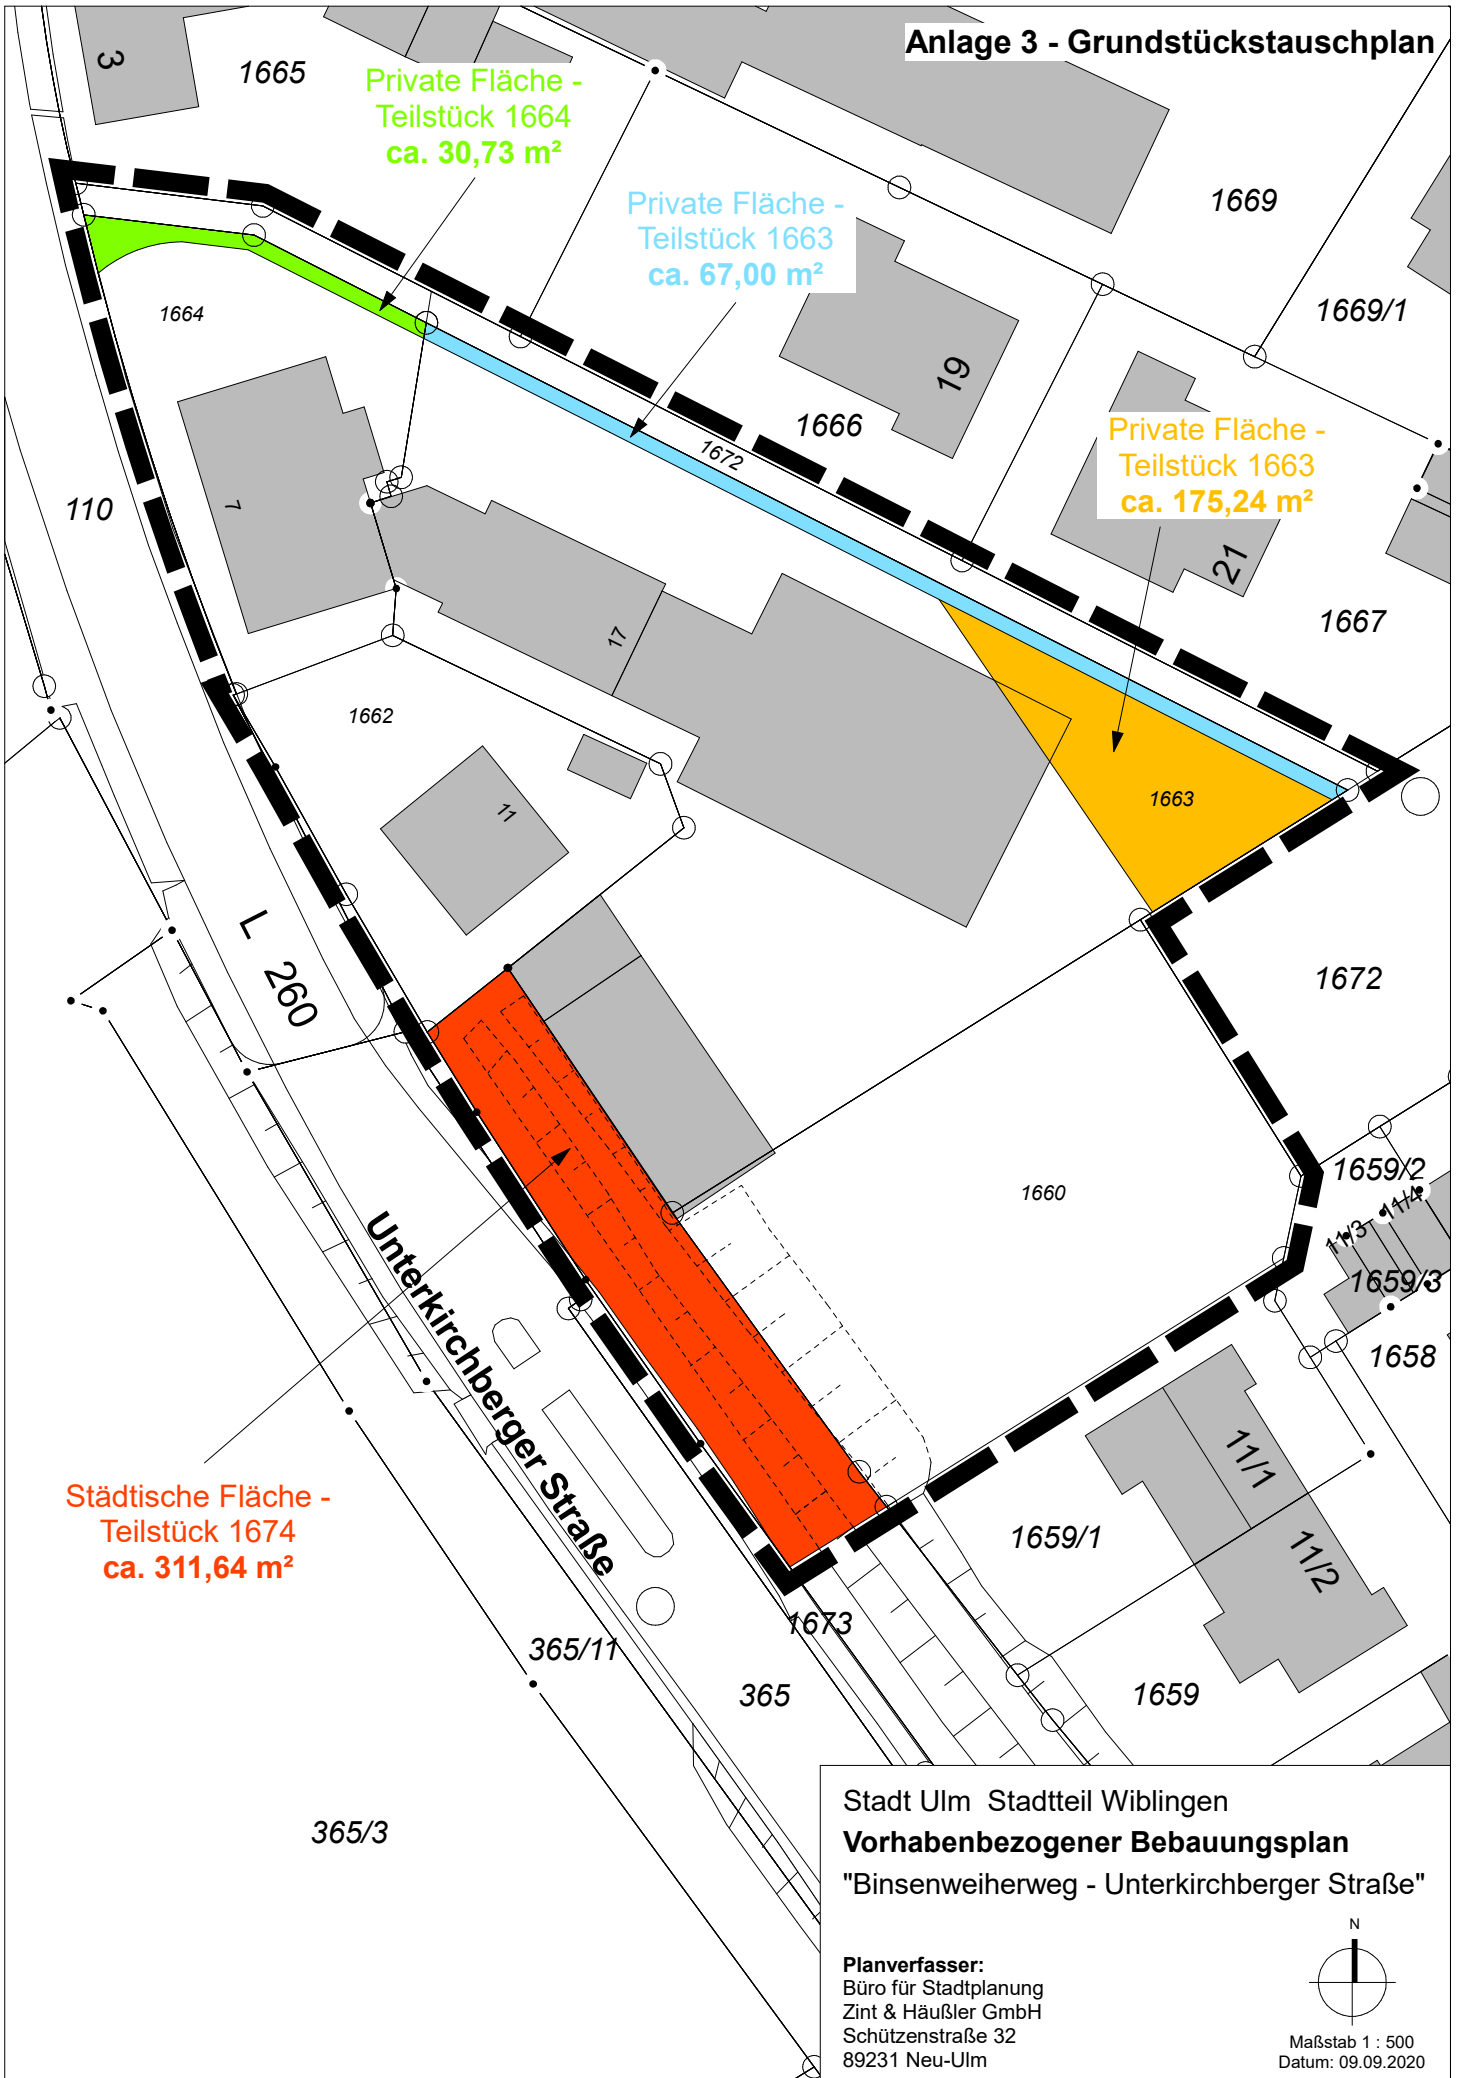 Anlage 3 - Grundstückstauschplan
3
1665
Private Fläche -
Teilstück 1664
ca. 30,73 m²
Private Fläche -
Teilstück 1663
ca. 67,00 m²
1669
1669/1
1664
19
1666
1672
Private Fläche -
Teilstück 1663
ca. 175,24 m²
110
7
21
1667
17
1662
11
1663
L 260
1672
1660
1659/2
11/3
11/4
1659/3
1658
Unterkirchberger Straße
11/1
11/2
1659/1
Städtische Fläche -
Teilstück 1674
ca. 311,64 m²
1673
365/11
365
1659
365/3
Stadt Ulm Stadtteil Wiblingen
Vorhabenbezogener Bebauungsplan
"Binsenweiherweg - Unterkirchberger Straße"
N
Planverfasser:
Büro für Stadtplanung
Zint & Häußler GmbH
Schützenstraße 32
89231 Neu-Ulm
Maßstab 1 : 500
Datum: 09.09.2020